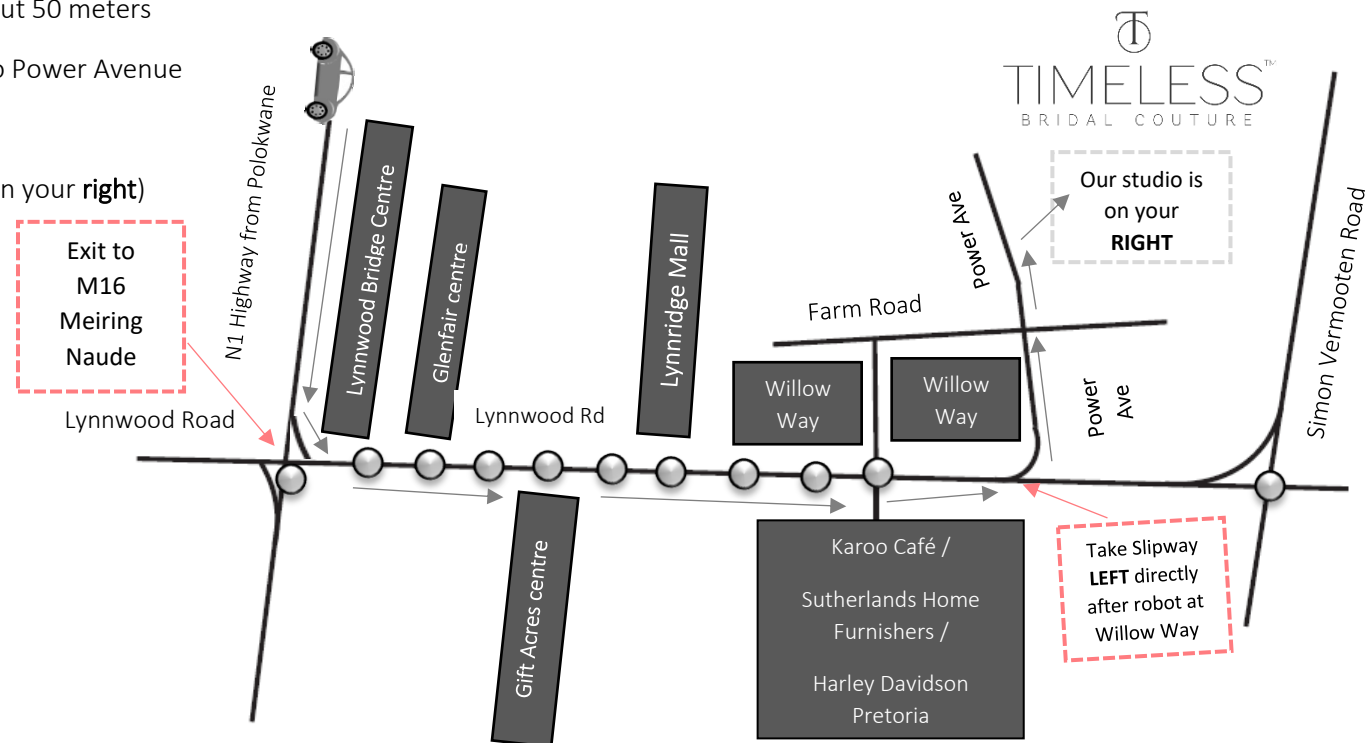 ut 50 meters
o Power Avenue
n your right)
TIMELESS™
BRIDAL COUTURE
Exit to
M16
Meiring
Naude
N1 Highway from Polokwane
Lynnwood Bridge Centre
Glenfair centre
Lynnridge Mall
Power Ave
Our studio is
on your
RIGHT
Farm Road
Willow
Way
Willow
Way
Power
Ave
Simon Vermooten Road
Lynnwood Road
Lynnwood Rd
Gift Acres centre
Karoo Café /
Sutherlands Home
Furnishers /
Harley Davidson
Pretoria
Take Slipway
LEFT directly
after robot at
Willow Way